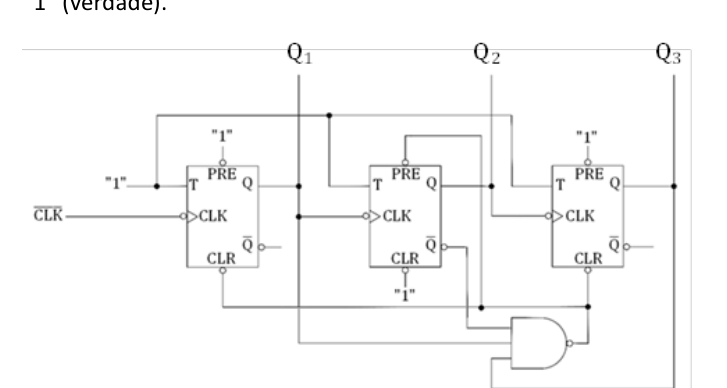 1 (verdade).
Q₁ Q₂ Q₃
"1" "1"
PRE PRE PRE
"1" T Q T Q T Q
CLK CLK CLK CLK
Q Q Q
CLR CLR CLR
"1"